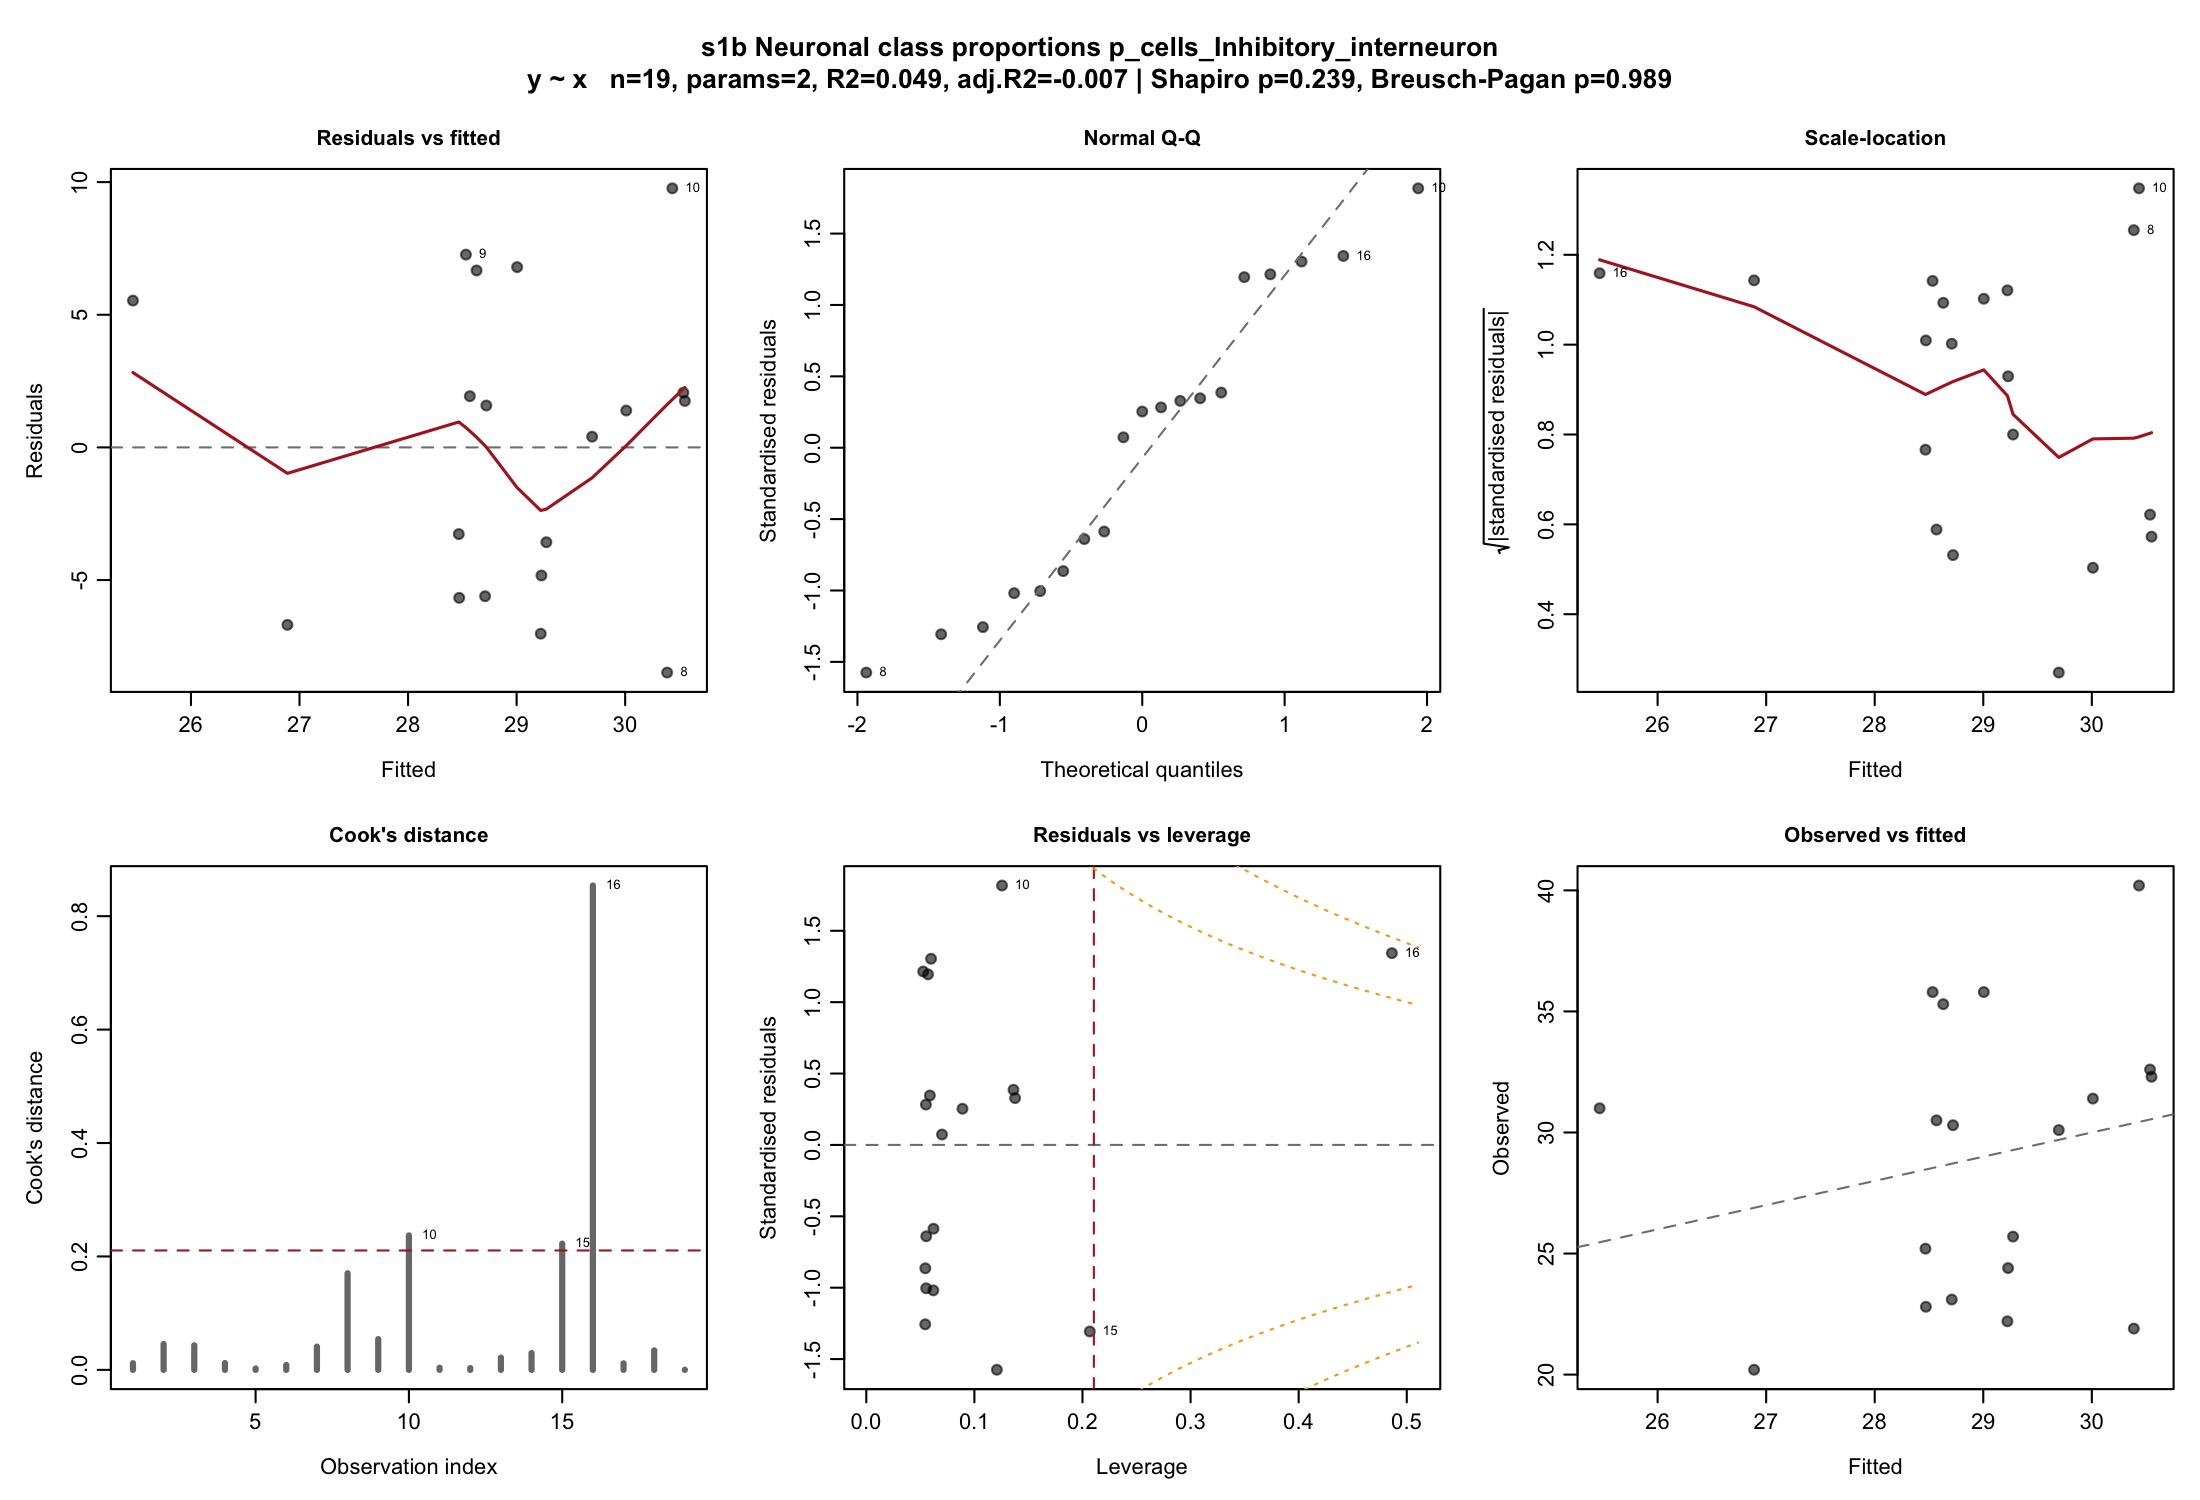 s1b Neuronal class proportions p_cells_Inhibitory_interneuron
y ~ x   n=19, params=2, R2=0.049, adj.R2=-0.007 | Shapiro p=0.239, Breusch-Pagan p=0.989
Residuals vs fitted
Residuals
10
5
0
-5
10
9
8
26 27 28 29 30
Fitted
Normal Q-Q
Standardised residuals
1.5
1.0
0.5
0.0
-0.5
-1.0
-1.5
10
16
8
-2 -1 0 1 2
Theoretical quantiles
Scale-location
√|standardised residuals|
1.2
1.0
0.8
0.6
0.4
10
8
16
26 27 28 29 30
Fitted
Cook's distance
Cook's distance
0.8
0.6
0.4
0.2
0.0
16
10
15
5 10 15
Observation index
Residuals vs leverage
Standardised residuals
1.5
1.0
0.5
0.0
-0.5
-1.0
-1.5
10
16
15
0.0 0.1 0.2 0.3 0.4 0.5
Leverage
Observed vs fitted
Observed
40
35
30
25
20
26 27 28 29 30
Fitted